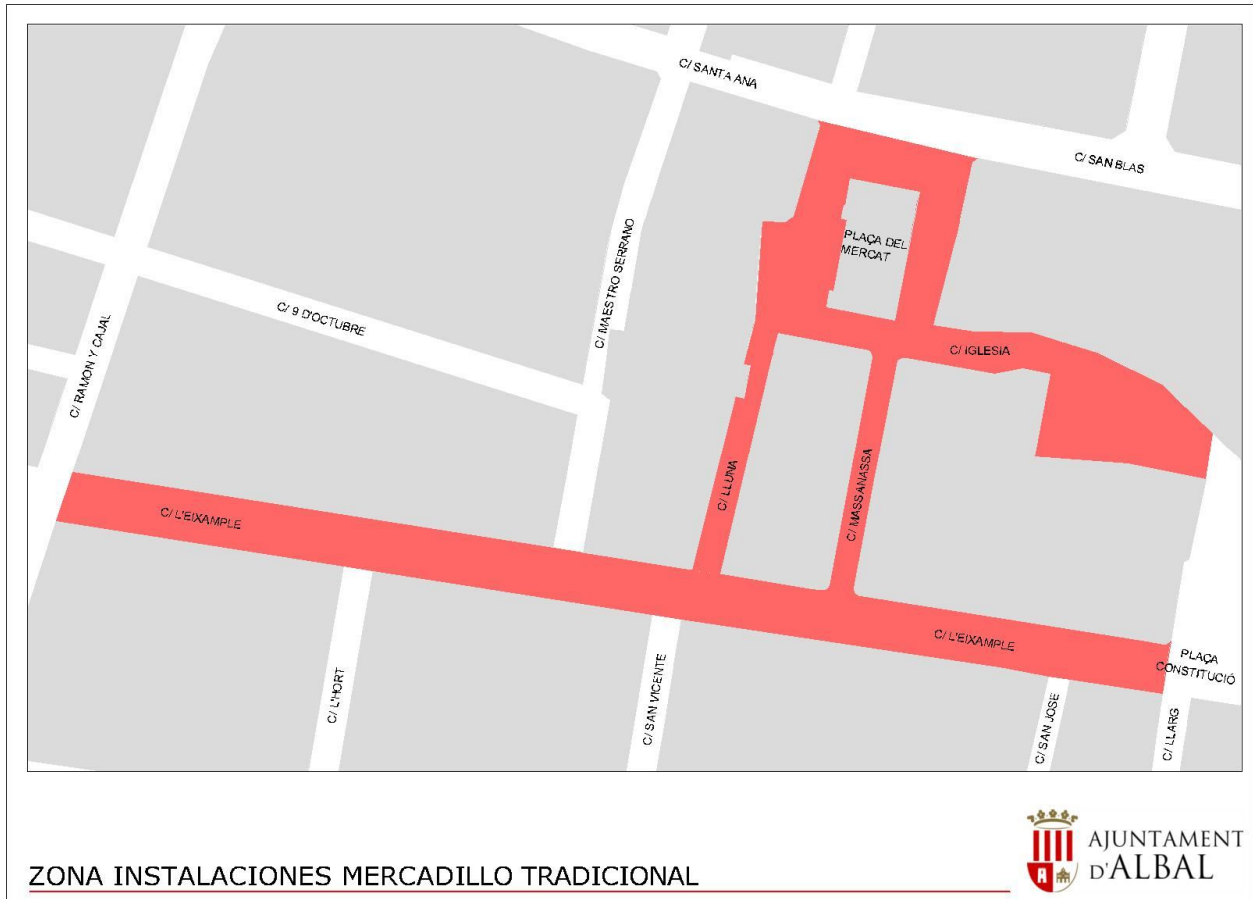 C/ SANTA ANA
C/ SAN BLAS
C/ MAESTRO SERRANO
PLAÇA DEL
MERCAT
C/ 9 D'OCTUBRE
C/ RAMON Y CAJAL
C/ IGLESIA
C/ LLUNA
C/ MASSANASSA
C/ L'EIXAMPLE
C/ L'EIXAMPLE
PLAÇA
CONSTITUCIÓ
C/ L'HORT
C/ SAN VICENTE
C/ SAN JOSE
C/ LLARG
ZONA INSTALACIONES MERCADILLO TRADICIONAL
AJUNTAMENT
D'ALBAL
A